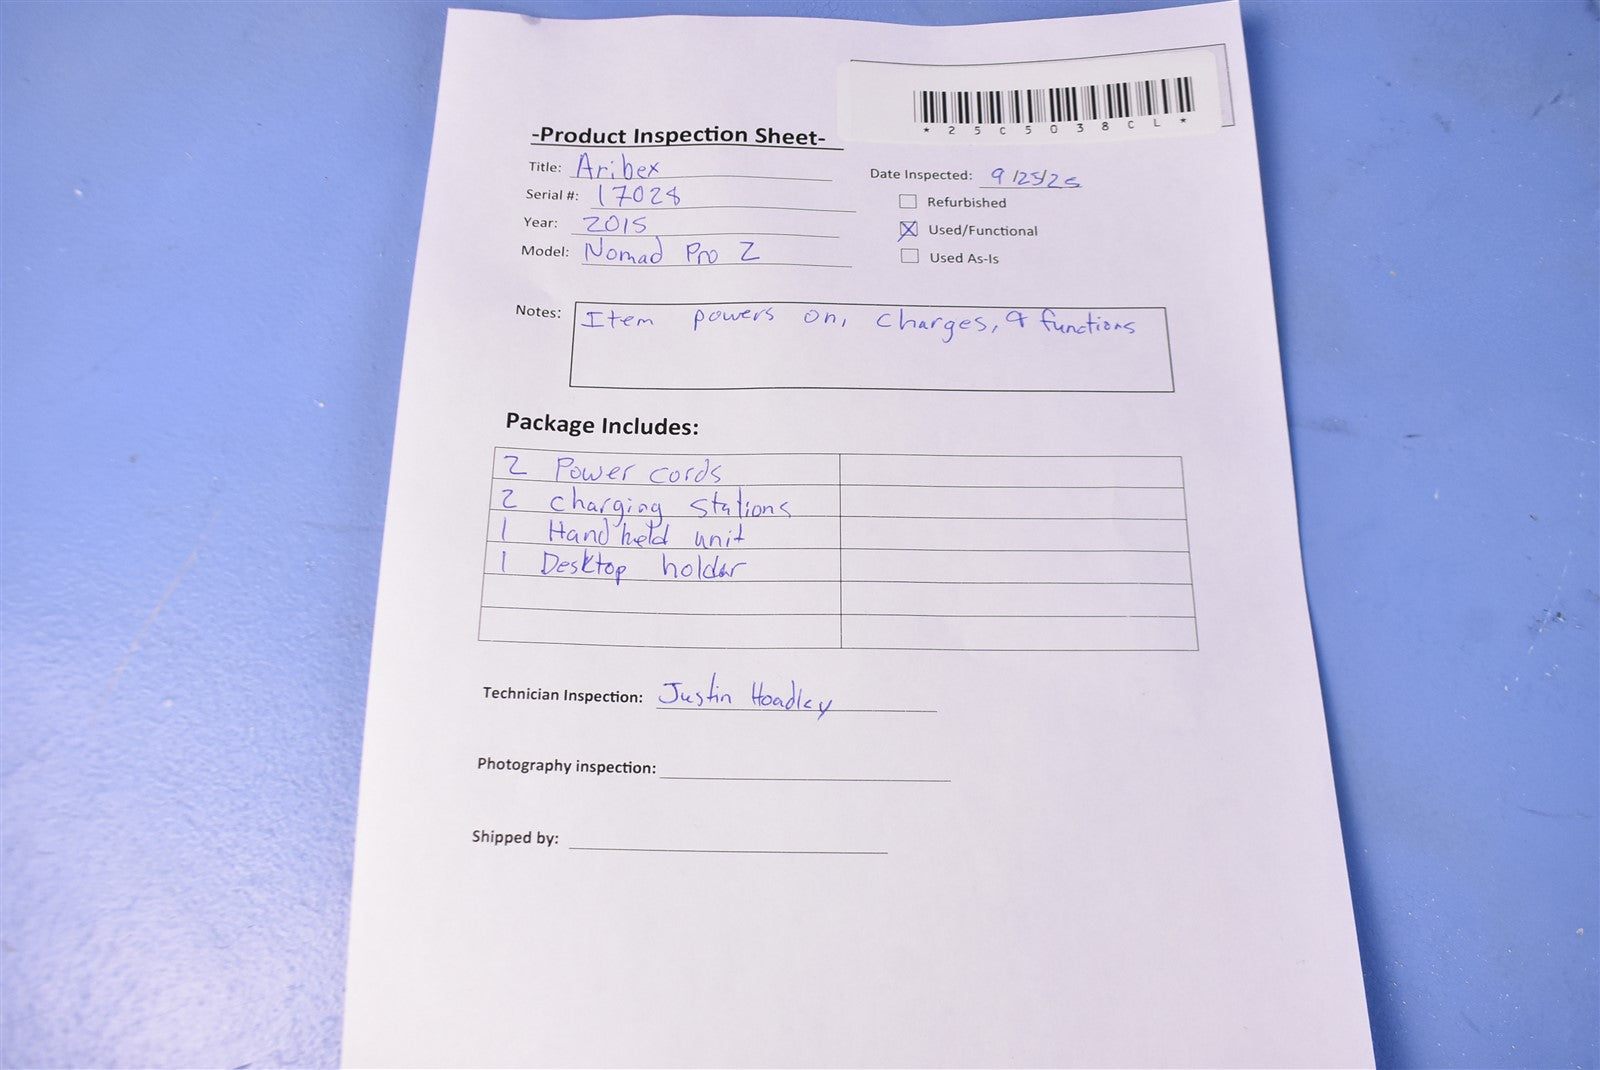 *25C5038CL*
-Product Inspection Sheet-
Title: Aribex
Date Inspected: 9/25/25
Serial #: 17028
Refurbished
Year: 2015
Used/Functional
Model: Nomad Pro 2
Used As-Is
Notes: Item powers on, charges, & functions
Package Includes:
2 Power cords
2 charging stations
1 Hand held unit
1 Desktop holder
Technician Inspection: Justin Hoadley
Photography inspection:
Shipped by: